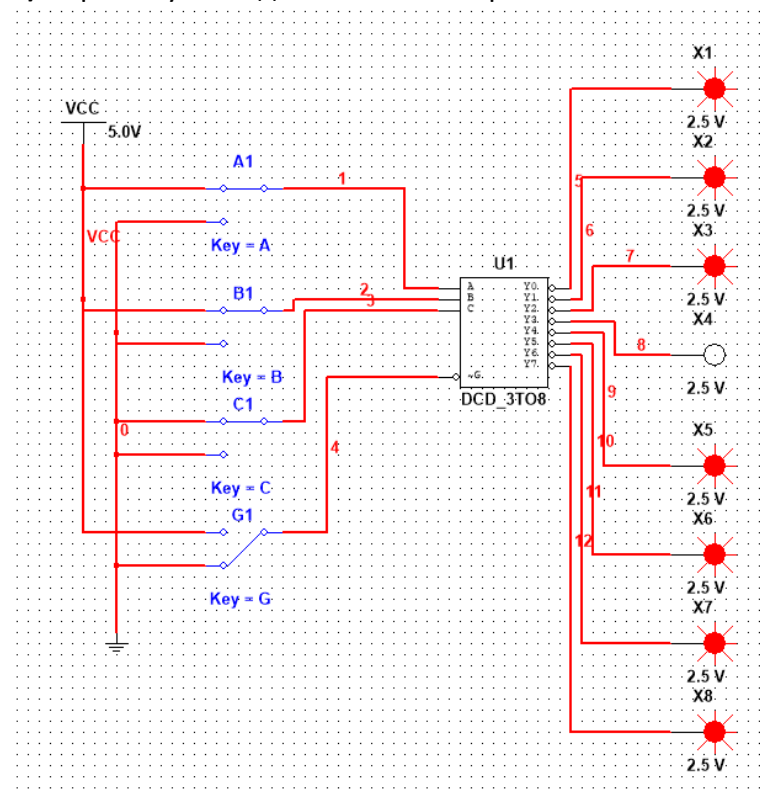 X1
VCC
5.0V
2.5 V
X2
A1
1
5
2.5 V
X3
VCC
6
Key = A
7
U1
2.5 V
X4
B1
2
3
A
B
C
~G
Y0
Y1
Y2
Y3
Y4
Y5
Y6
Y7
8
Key = B
2.5 V
DCD_3TO8
9
C1
0
4
10
X5
Key = C
11
2.5 V
X6
G1
12
Key = G
2.5 V
X7
2.5 V
X8
2.5 V